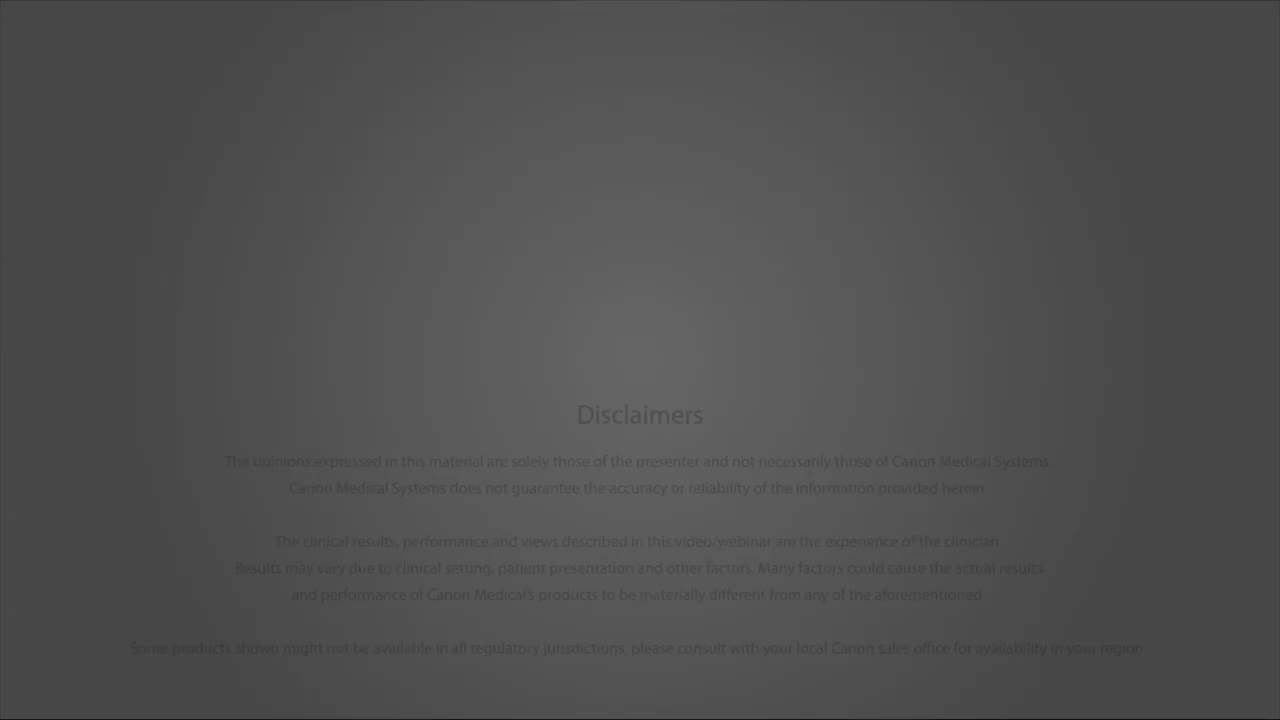 Disclaimers
The opinions expressed in this material are solely those of the presenter and not necessarily those of Canon Medical Systems.
Canon Medical Systems does not guarantee the accuracy or reliability of the information provided herein
The clinical results, performance and views described in this video/webinar are the experience of the clinician
Results may vary due to clinical setting, patient presentation and other factors. Many factors could cause the actual results
and performance of Canon Medical's products to be materially different from any of the aforementioned
Some products shown might not be available in all regulatory jurisdictions, please consult with your local Canon sales office for availability in your region